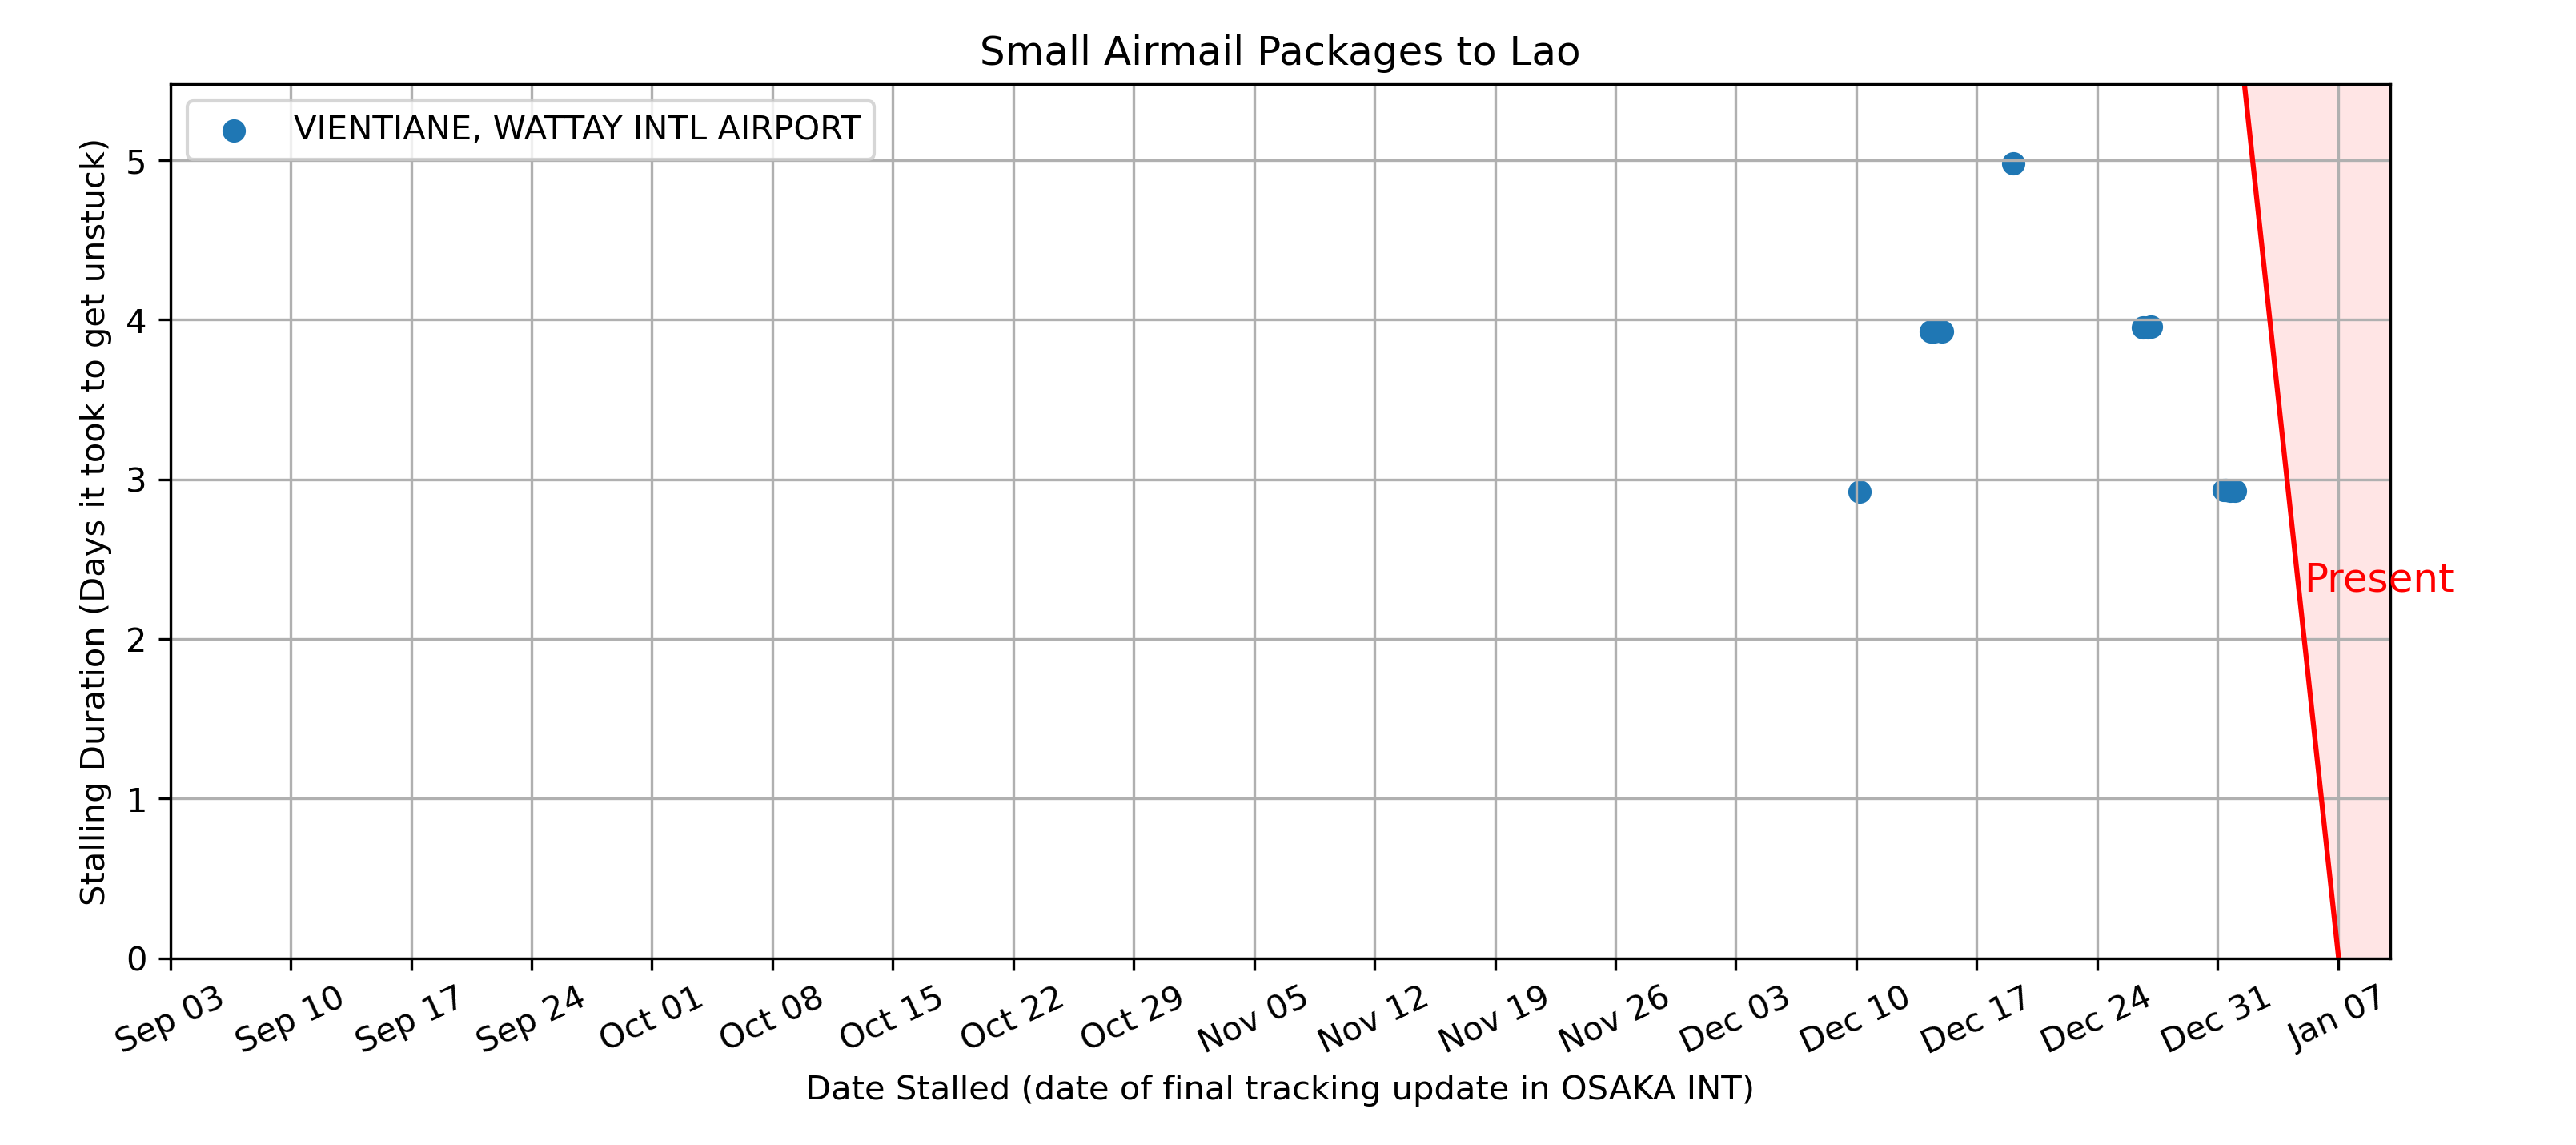 Small Airmail Packages to Lao
VIENTIANE, WATTAY INTL AIRPORT
Stalling Duration (Days it took to get unstuck)
5
4
3
2
1
0
Present
Sep 03
Sep 10
Sep 17
Sep 24
Oct 01
Oct 08
Oct 15
Oct 22
Oct 29
Nov 05
Nov 12
Nov 19
Nov 26
Dec 03
Dec 10
Dec 17
Dec 24
Dec 31
Jan 07
Date Stalled (date of final tracking update in OSAKA INT)